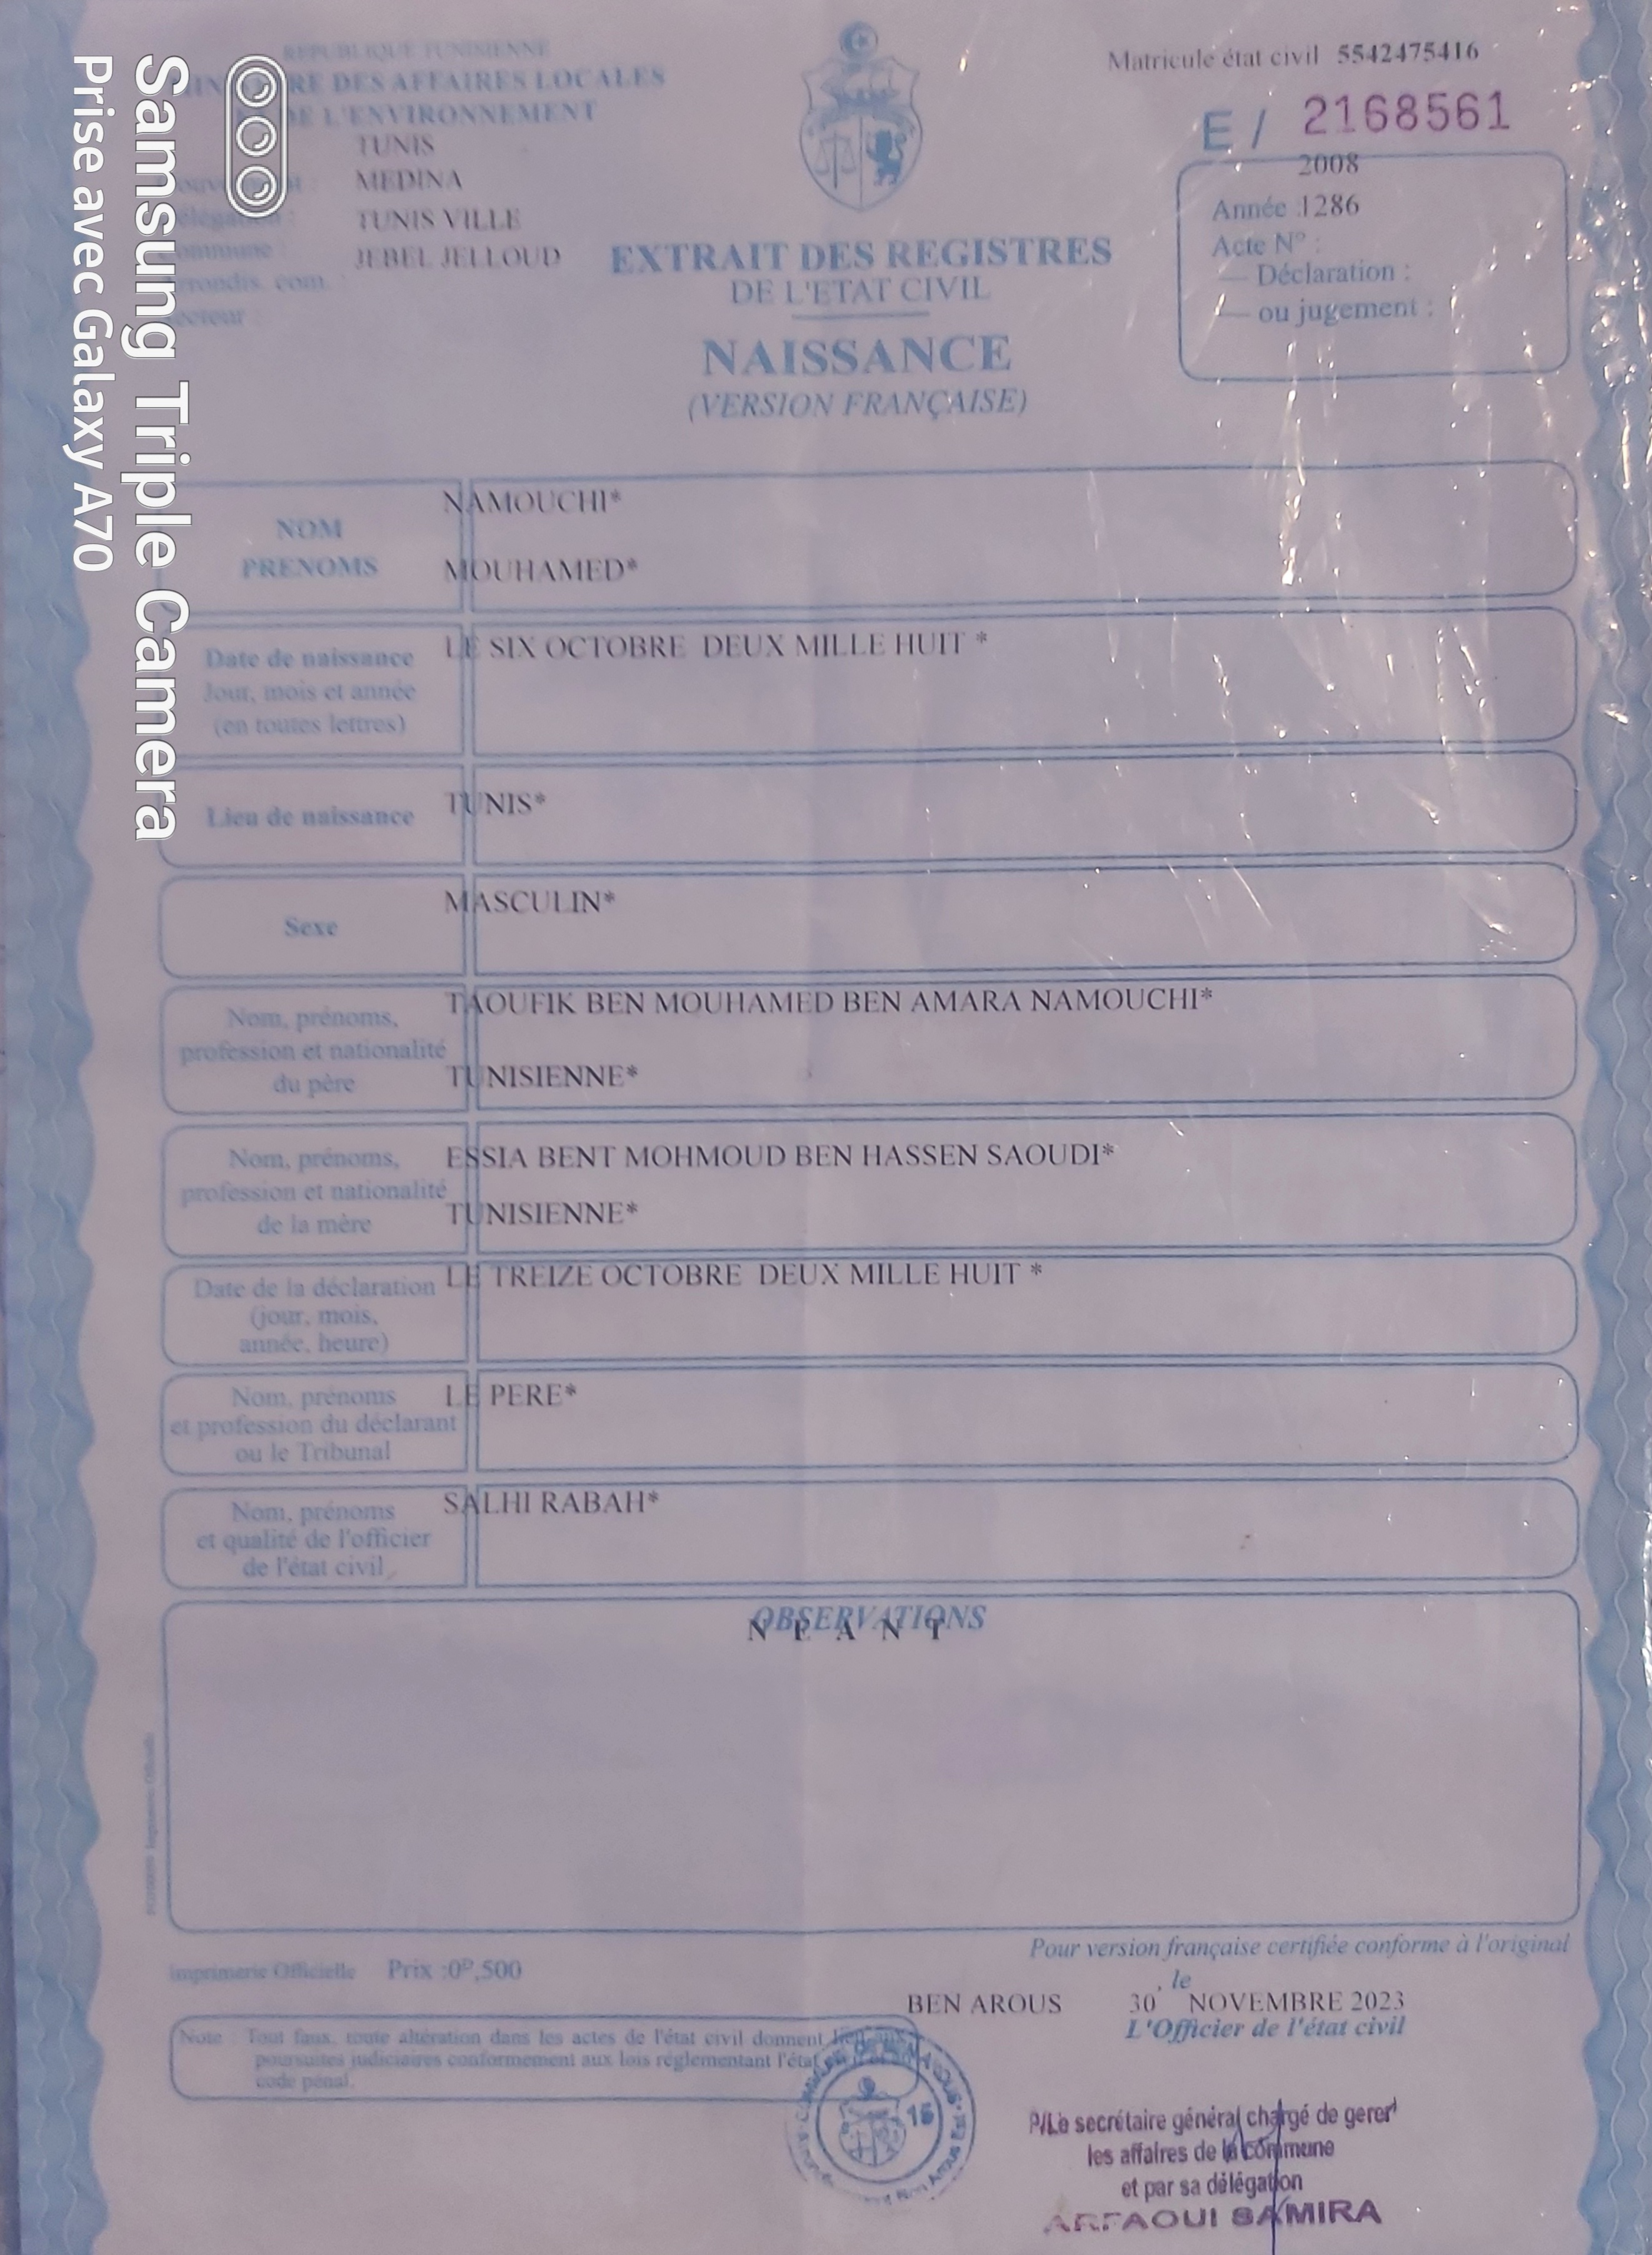 REPUBLIQUE TUNISIENNE
RE DES AFFAIRES LOCALES
DE L'ENVIRONNEMENT
TUNIS
MEDINA
TUNIS VILLE
JEBEL JELLOUD
Matricule état civil 5542475416
E / 2168561
2008
Année 1286
Acte N° :
— Déclaration :
— ou jugement :
EXTRAIT DES REGISTRES
DE L'ETAT CIVIL
NAISSANCE
(VERSION FRANÇAISE)
NOM
PRENOMS
NAMOUCHI*
MOUHAMED*
Date de naissance
Jour, mois et année
(en toutes lettres)
LE SIX OCTOBRE DEUX MILLE HUIT *
Lieu de naissance
TUNIS*
Sexe
MASCULIN*
Nom, prénoms,
profession et nationalité
du père
TAOUFIK BEN MOUHAMED BEN AMARA NAMOUCHI*
TUNISIENNE*
Nom, prénoms,
profession et nationalité
de la mère
ESSIA BENT MOHMOUD BEN HASSEN SAOUDI*
TUNISIENNE*
Date de la déclaration
(jour, mois,
année, heure)
LE TREIZE OCTOBRE DEUX MILLE HUIT *
Nom, prénoms
et profession du déclarant
ou le Tribunal
LE PERE*
Nom, prénoms
et qualité de l'officier
de l'état civil
SALHI RABAH*
OBSERVATIONS
N E A N T
Imprimerie Officielle Prix :0ᴰ,500
Pour version française certifiée conforme à l'original
, le
BEN AROUS 30 NOVEMBRE 2023
L'Officier de l'état civil
Note : Tout faux, toute altération dans les actes de l'état civil donnent lieu aux
poursuites judiciaires conformement aux lois réglementant l'état
code pénal.
15
P/Le secrétaire général chargé de gerer
les affaires de la commune
et par sa délégation
ARFAOUI SAMIRA
Samsung Triple Camera
Prise avec Galaxy A70